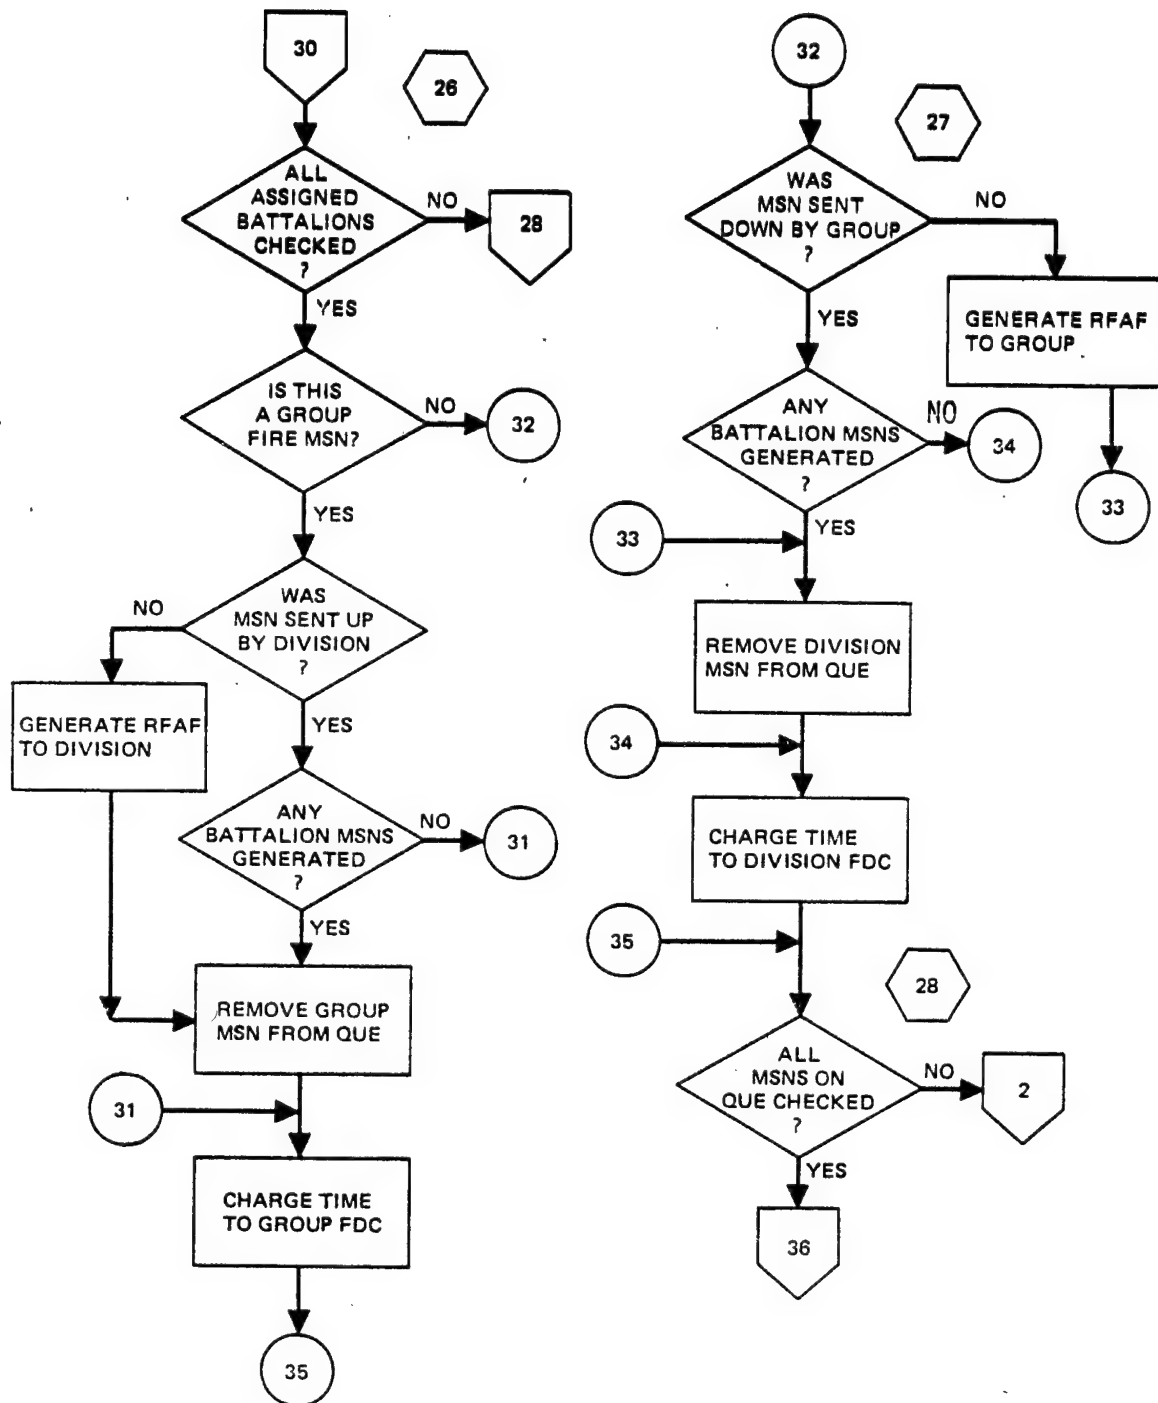 30
26
ALL
ASSIGNED
BATTALIONS
CHECKED
?
NO
28
YES
IS THIS
A GROUP
FIRE MSN?
NO
32
YES
WAS
MSN SENT UP
BY DIVISION
?
NO
GENERATE RFAF
TO DIVISION
YES
ANY
BATTALION MSNS
GENERATED
?
NO
31
YES
REMOVE GROUP
MSN FROM QUE
31
CHARGE TIME
TO GROUP FDC
35
32
27
WAS
MSN SENT
DOWN BY GROUP
?
NO
GENERATE RFAF
TO GROUP
33
YES
ANY
BATTALION MSNS
GENERATED
?
NO
34
YES
33
REMOVE DIVISION
MSN FROM QUE
34
CHARGE TIME
TO DIVISION FDC
35
28
ALL
MSNS ON
QUE CHECKED
?
NO
2
YES
36